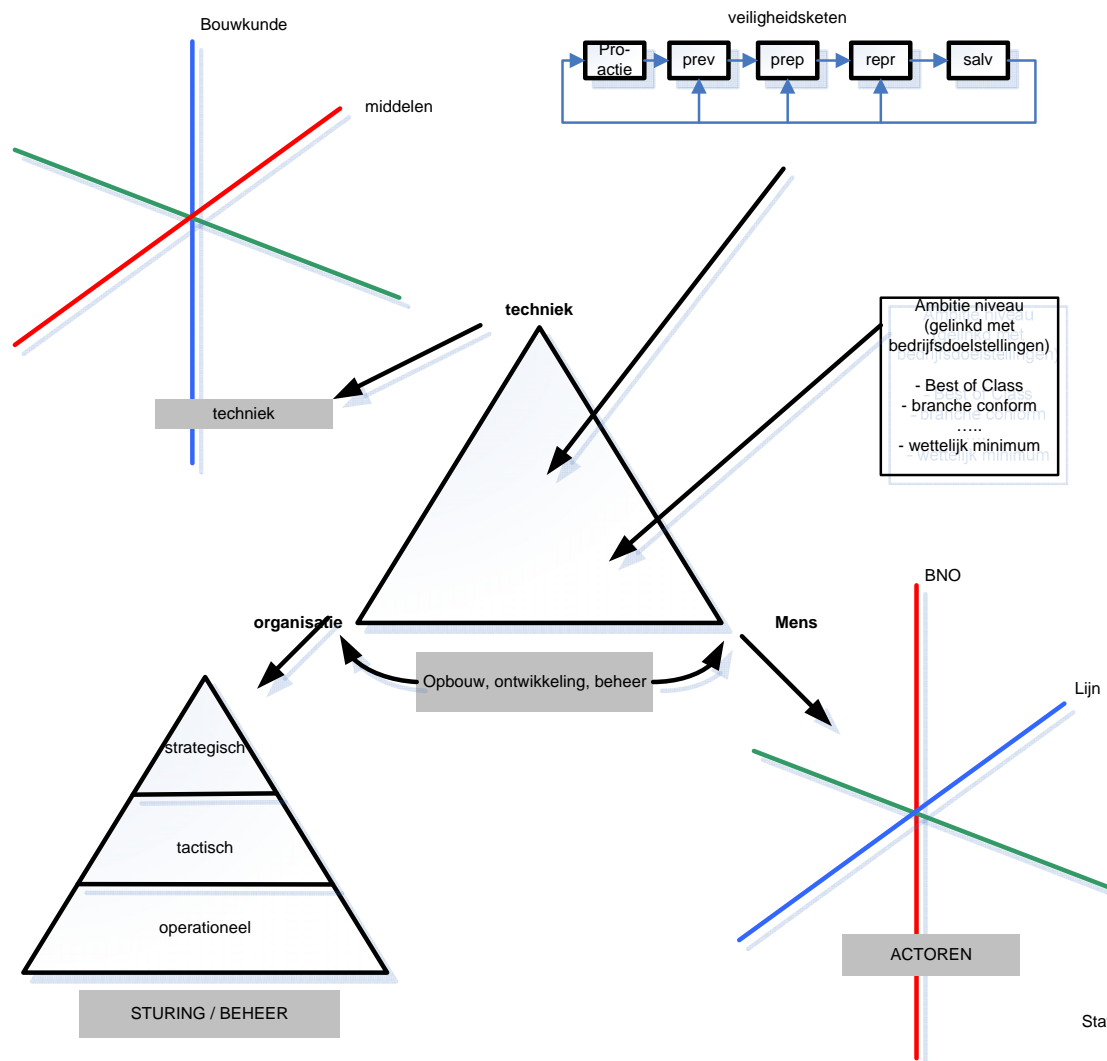 Bouwkunde
veiligheidsketen
Pro-
actie
prev
prep
repr
salv
middelen
techniek
Ambitie niveau
(gelinkd met
bedrijfsdoelstellingen)
- Best of Class
- branche conform
…..
- wettelijk minimum
techniek
BNO
organisatie
Mens
Opbouw, ontwikkeling, beheer
Lijn
strategisch
tactisch
operationeel
ACTOREN
STURING / BEHEER
Sta